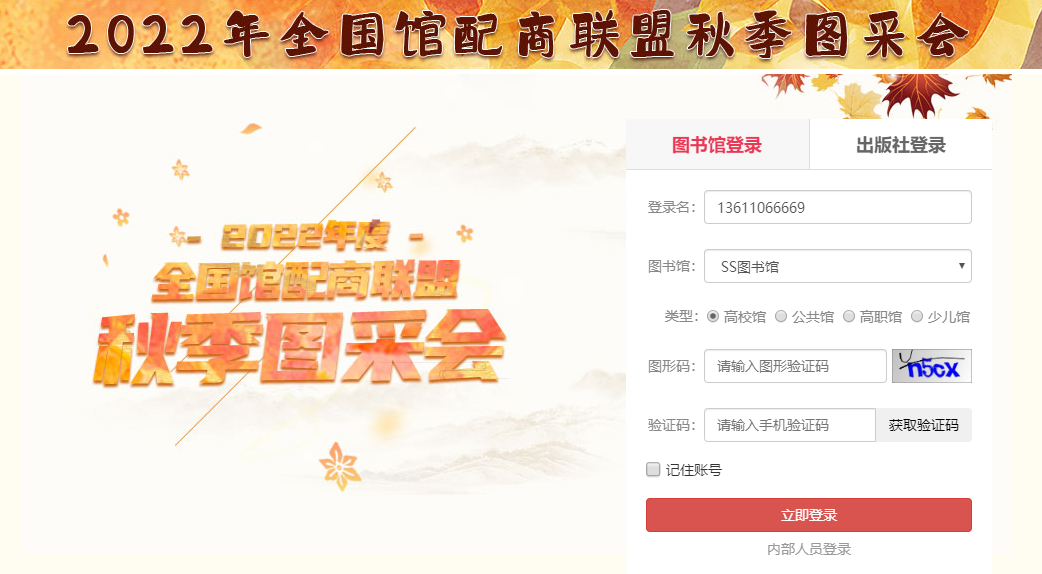 2022年全国馆配商联盟秋季图采会
- 2022年度 -
全国馆配商联盟
秋季图采会
图书馆登录 出版社登录
登录名: 13611066669
图书馆: SS图书馆
类型: 高校馆 公共馆 高职馆 少儿馆
图形码: 请输入图形验证码 n5cx
验证码: 请输入手机验证码 获取验证码
记住账号
立即登录
内部人员登录